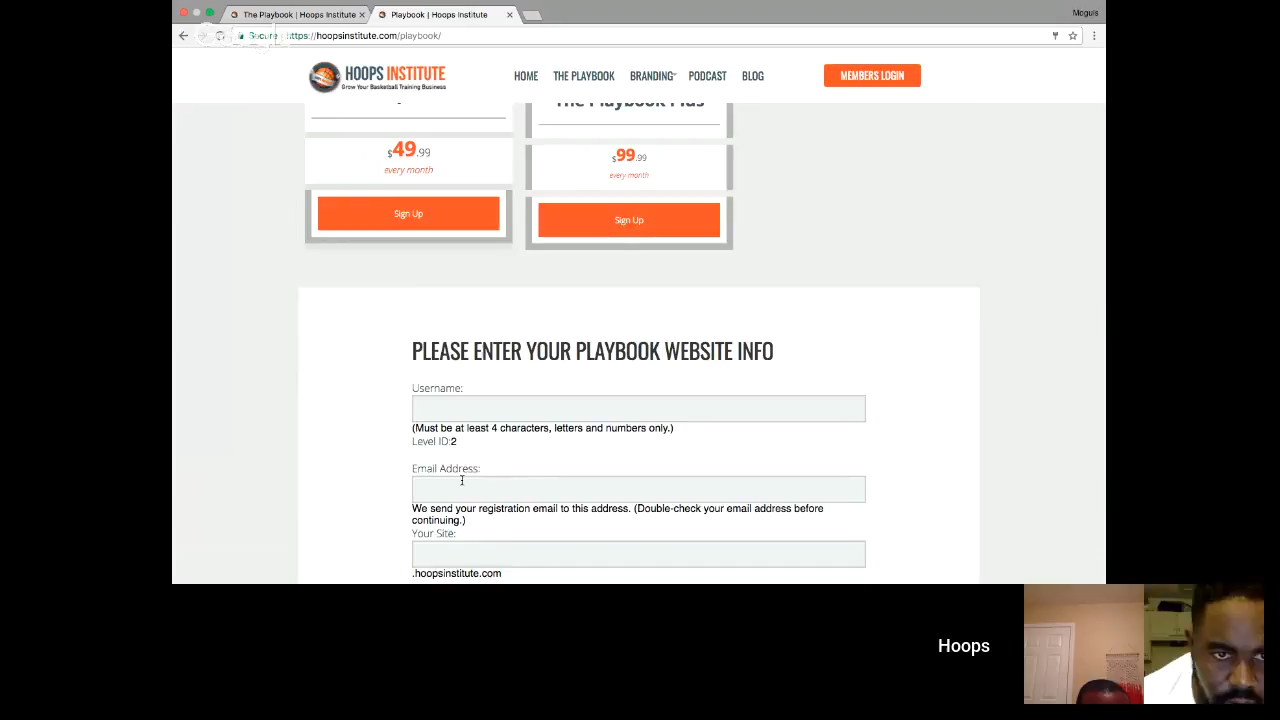 The Playbook | Hoops Institute
Playbook | Hoops Institute
Moguls
Secure
https://hoopsinstitute.com/playbook/
HOOPS INSTITUTE
Grow Your Basketball Training Business
HOME
THE PLAYBOOK
BRANDING
PODCAST
BLOG
MEMBERS LOGIN
The Playbook Plus
$49.99
every month
Sign Up
$99.99
every month
Sign Up
PLEASE ENTER YOUR PLAYBOOK WEBSITE INFO
Username:
(Must be at least 4 characters, letters and numbers only.)
Level ID:2
Email Address:
We send your registration email to this address. (Double-check your email address before
continuing.)
Your Site:
.hoopsinstitute.com
Hoops